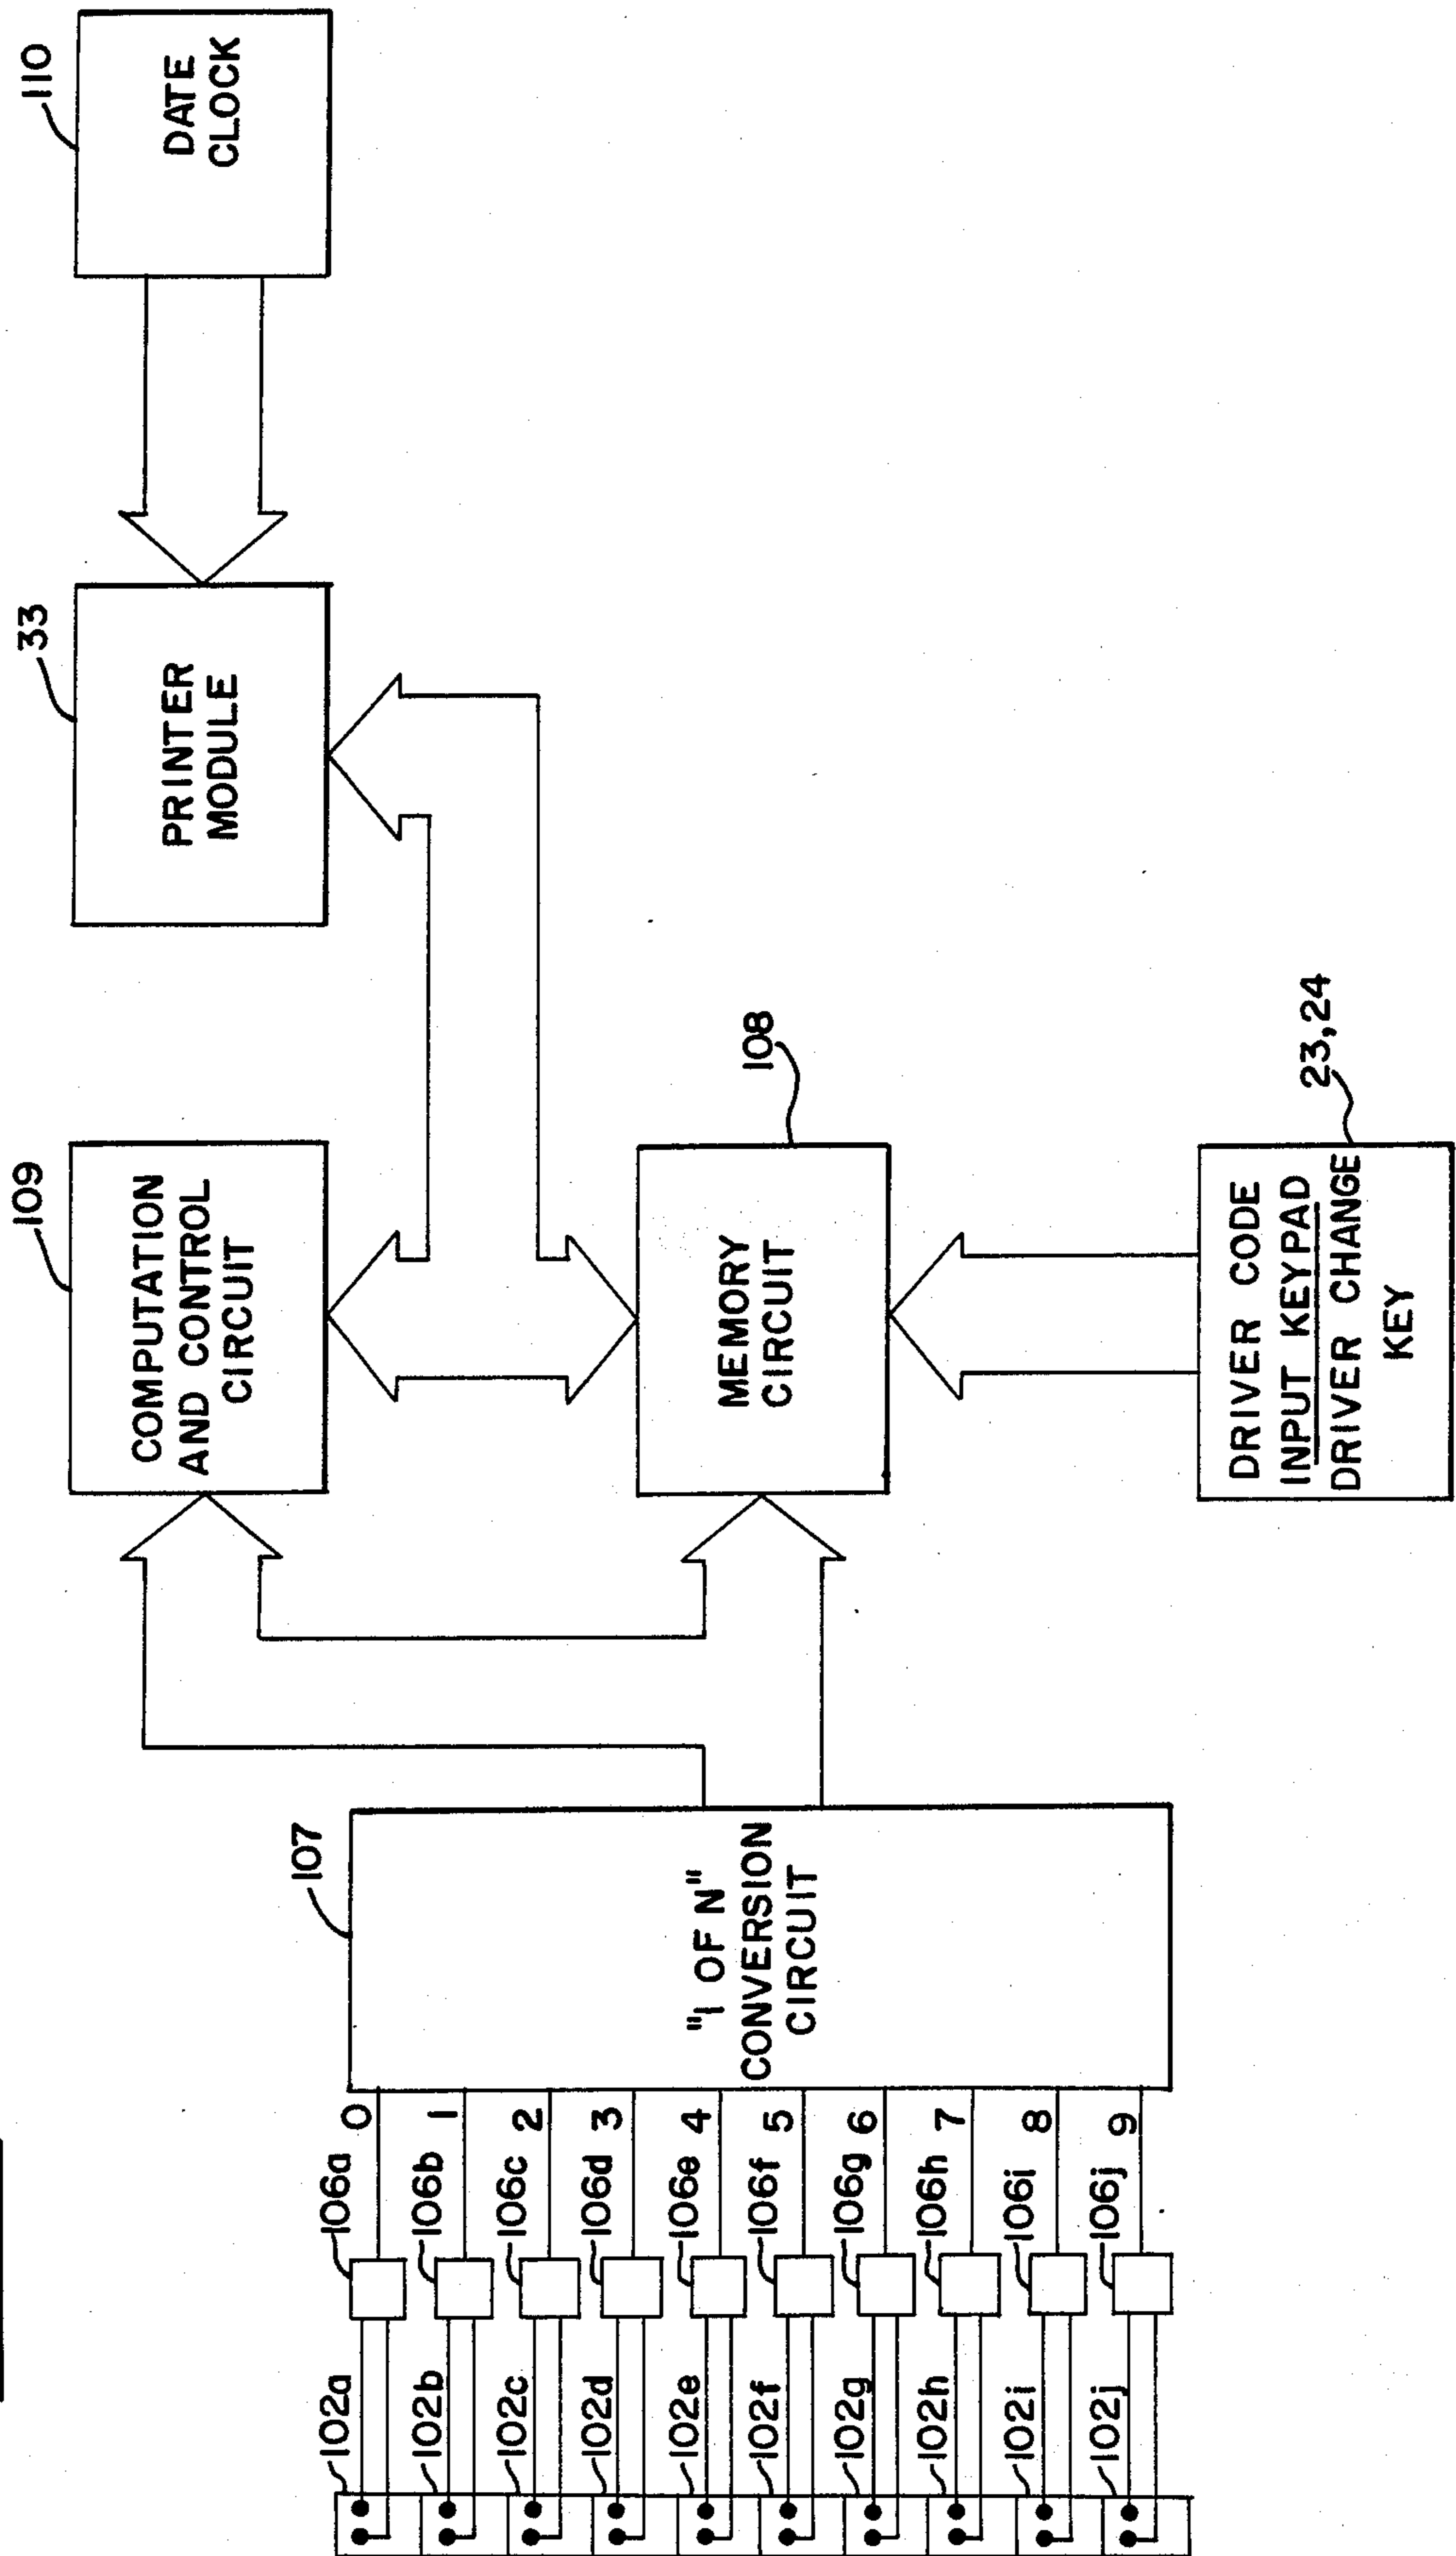 110
DATE
CLOCK
33
PRINTER
MODULE
109
COMPUTATION
AND CONTROL
CIRCUIT
108
MEMORY
CIRCUIT
23,24
DRIVER CODE
INPUT KEYPAD
DRIVER CHANGE
KEY
107
"1 OF N"
CONVERSION
CIRCUIT
102a 106a 0
102b 106b 1
102c 106c 2
102d 106d 3
102e 106e 4
102f 106f 5
102g 106g 6
102h 106h 7
102i 106i 8
102j 106j 9